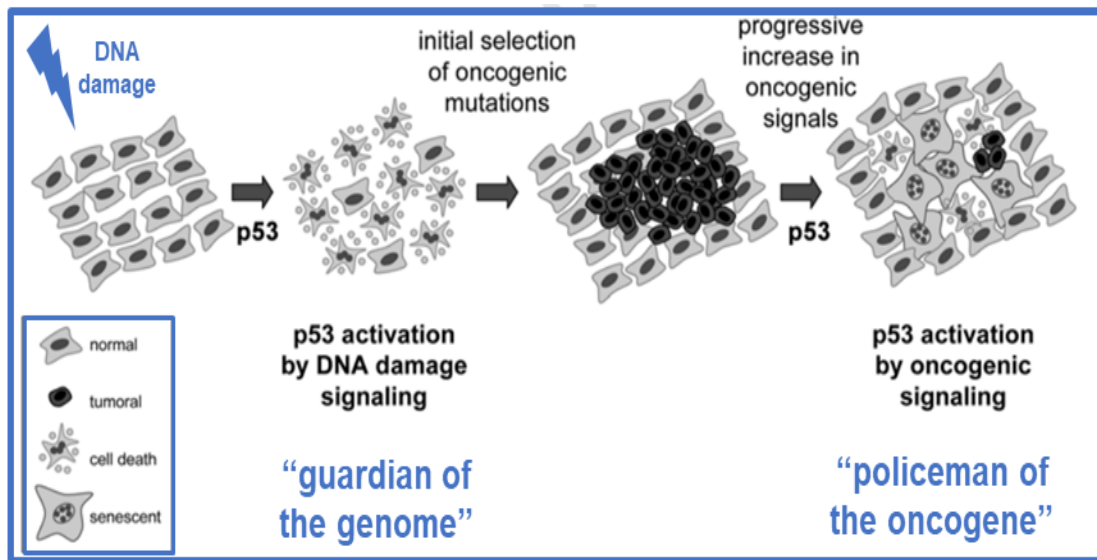 DNA
damage
initial selection
of oncogenic
mutations
progressive
increase in
oncogenic
signals
p53
p53
p53 activation
by DNA damage
signaling
p53 activation
by oncogenic
signaling
normal
tumoral
cell death
senescent
“guardian of
the genome”
“policeman of
the oncogene”